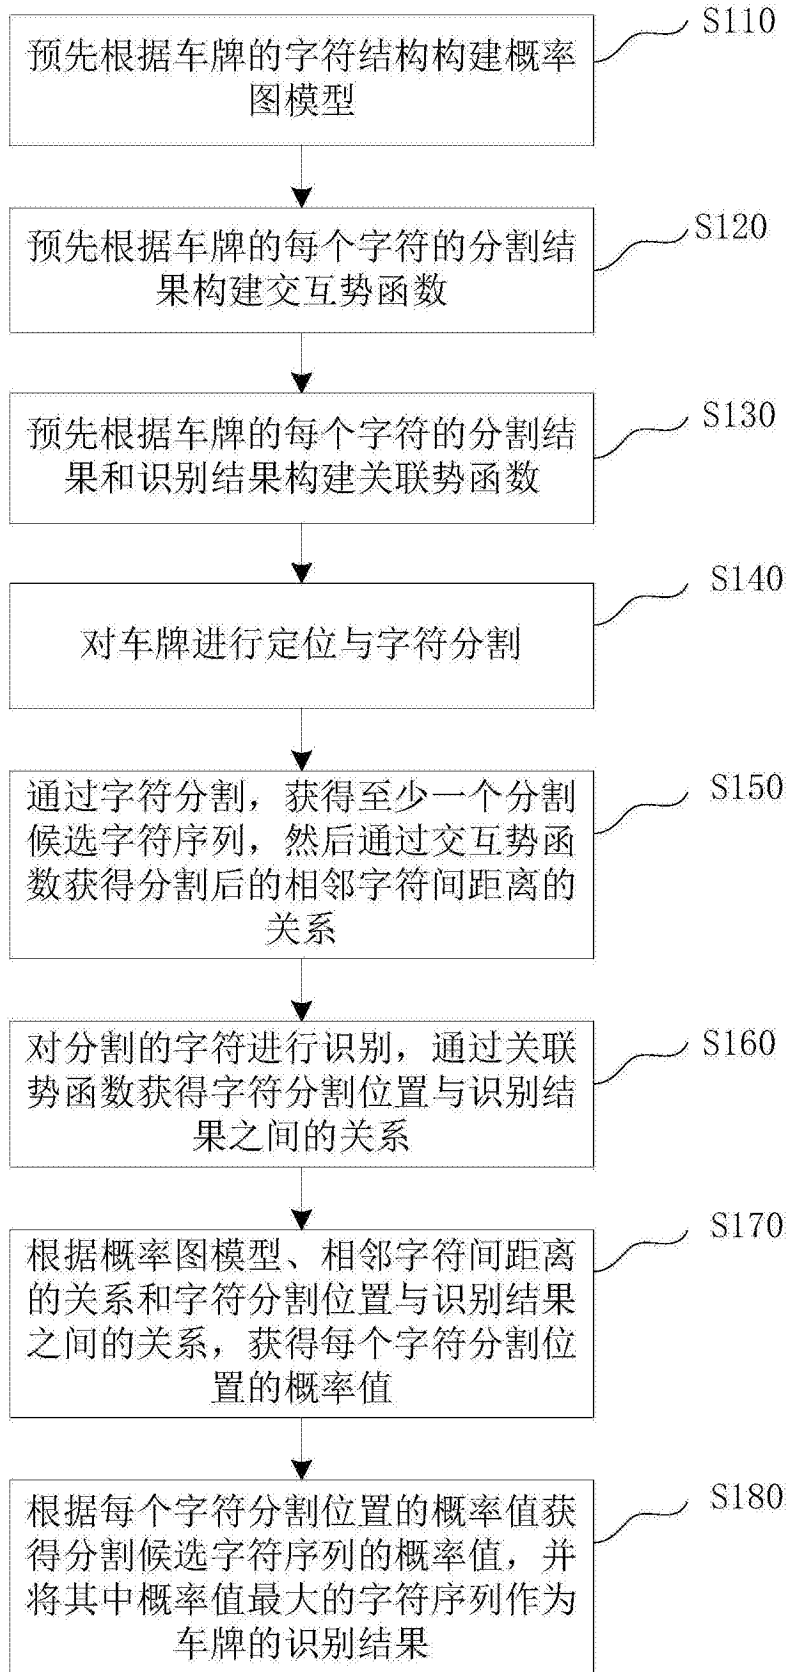 预先根据车牌的字符结构构建概率
图模型
S110
预先根据车牌的每个字符的分割结
果构建交互势函数
S120
预先根据车牌的每个字符的分割结
果和识别结果构建关联势函数
S130
对车牌进行定位与字符分割
S140
通过字符分割，获得至少一个分割
候选字符序列，然后通过交互势函
数获得分割后的相邻字符间距离的
关系
S150
对分割的字符进行识别，通过关联
势函数获得字符分割位置与识别结
果之间的关系
S160
根据概率图模型、相邻字符间距离
的关系和字符分割位置与识别结果
之间的关系，获得每个字符分割位
置的概率值
S170
根据每个字符分割位置的概率值获
得分割候选字符序列的概率值，并
将其中概率值最大的字符序列作为
车牌的识别结果
S180